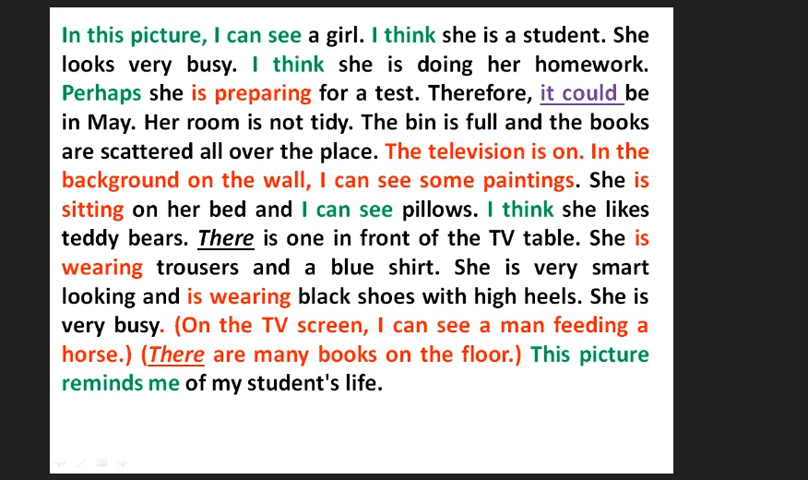 In this picture, I can see a girl. I think she is a student. She
looks very busy. I think she is doing her homework.
Perhaps she is preparing for a test. Therefore, it could be
in May. Her room is not tidy. The bin is full and the books
are scattered all over the place. The television is on. In the
background on the wall, I can see some paintings. She is
sitting on her bed and I can see pillows. I think she likes
teddy bears. There is one in front of the TV table. She is
wearing trousers and a blue shirt. She is very smart
looking and is wearing black shoes with high heels. She is
very busy. (On the TV screen, I can see a man feeding a
horse.) (There are many books on the floor.) This picture
reminds me of my student's life.